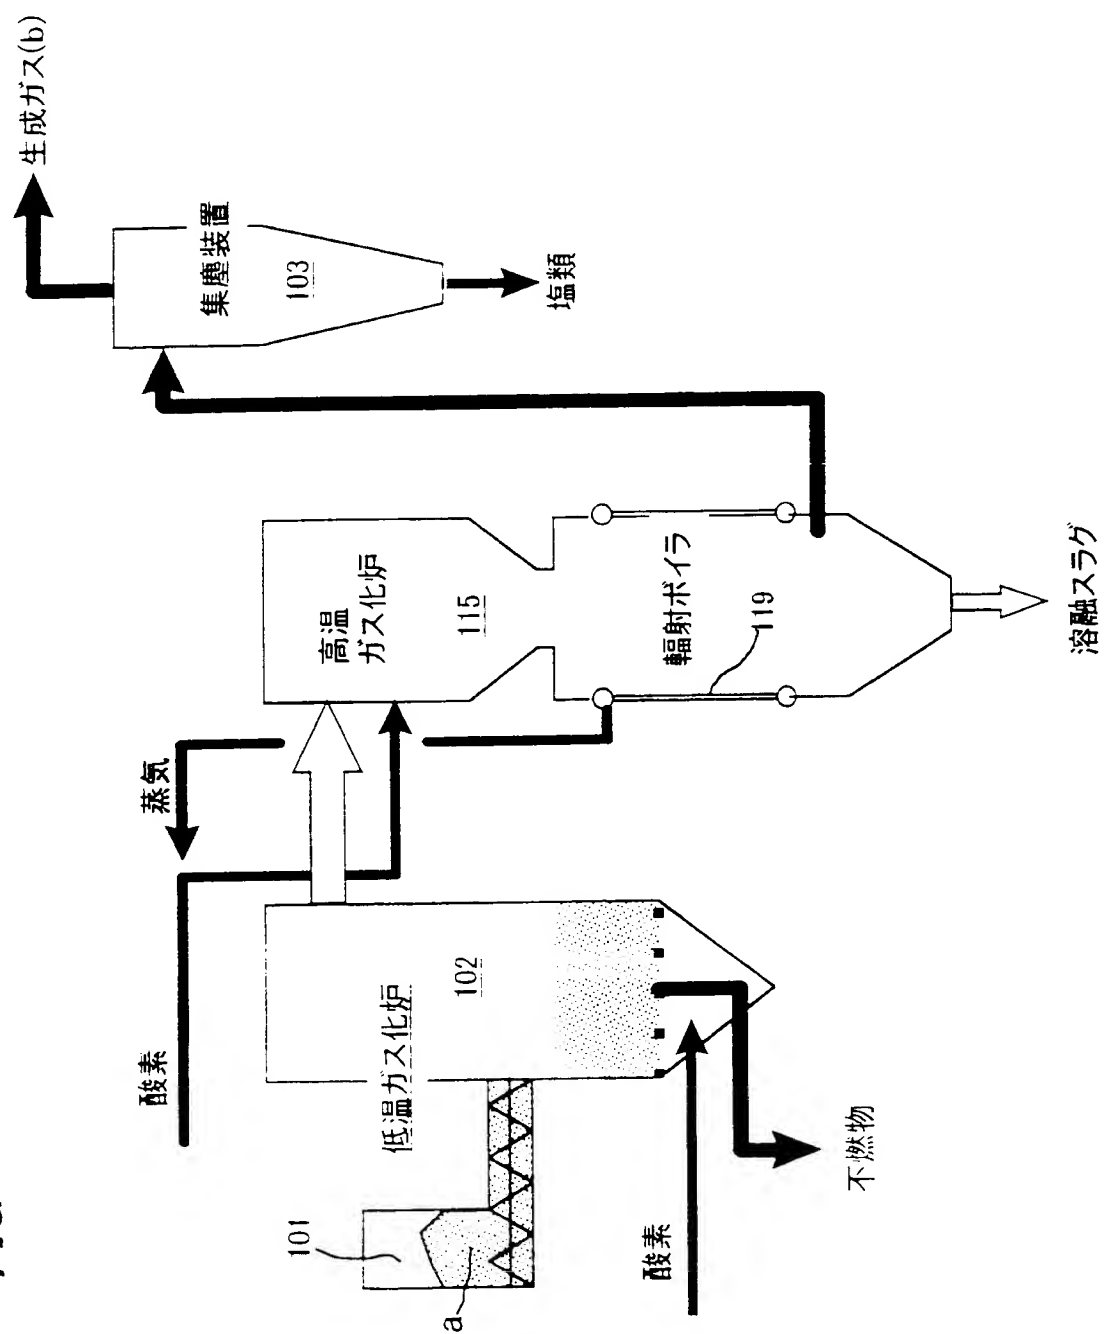 101
a
酸素
不燃物
低温ガス化炉
102
酸素
蒸気
高温
ガス化炉
115
輻射ボイラ
119
溶融スラグ
集塵装置
103
塩類
生成ガス(b)